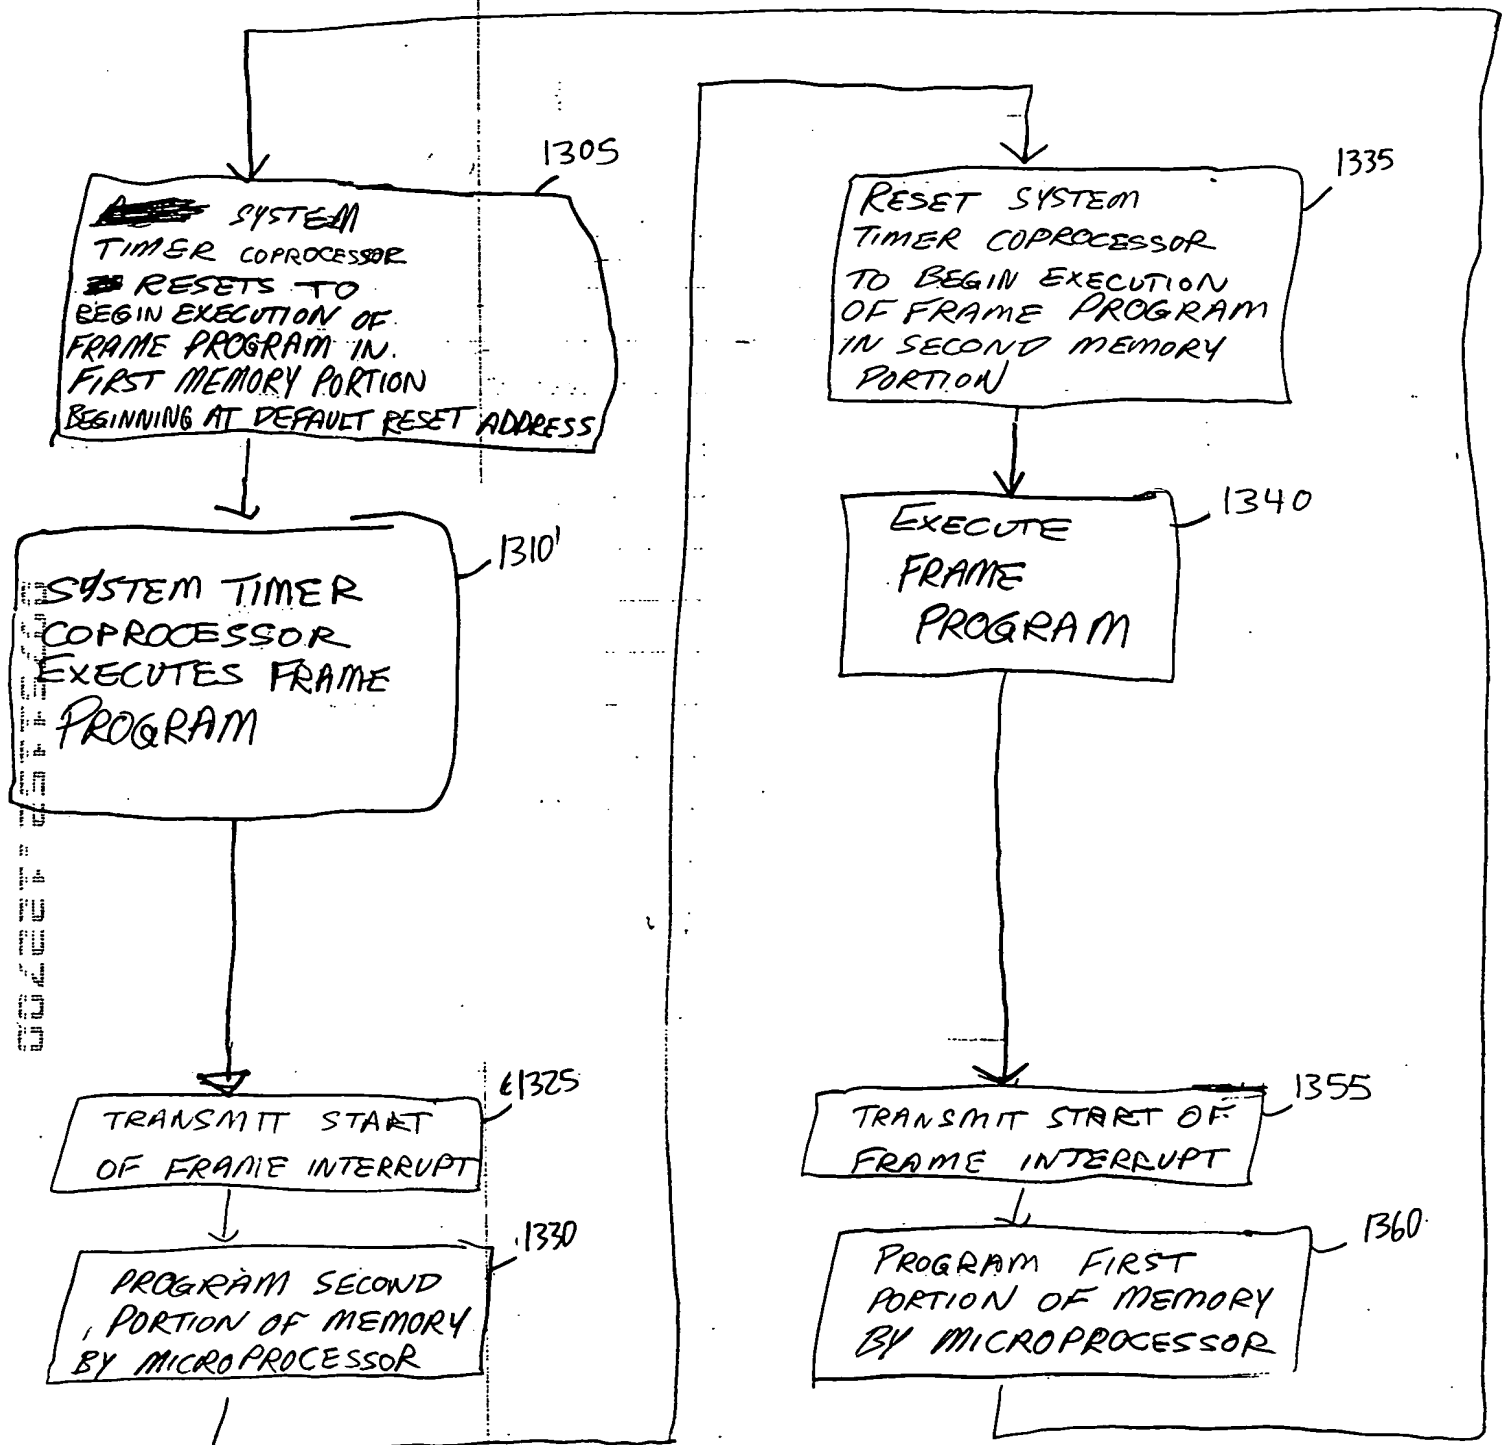 1305
SYSTEM
TIMER COPROCESSOR
RESETS TO
BEGIN EXECUTION OF
FRAME PROGRAM IN
FIRST MEMORY PORTION
BEGINNING AT DEFAULT RESET ADDRESS
1310'
SYSTEM TIMER
COPROCESSOR
EXECUTES FRAME
PROGRAM
1325
TRANSMIT START
OF FRAME INTERRUPT
1330
PROGRAM SECOND
PORTION OF MEMORY
BY MICROPROCESSOR
1335
RESET SYSTEM
TIMER COPROCESSOR
TO BEGIN EXECUTION
OF FRAME PROGRAM
IN SECOND MEMORY
PORTION
1340
EXECUTE
FRAME
PROGRAM
1355
TRANSMIT START OF
FRAME INTERRUPT
1360
PROGRAM FIRST
PORTION OF MEMORY
BY MICROPROCESSOR